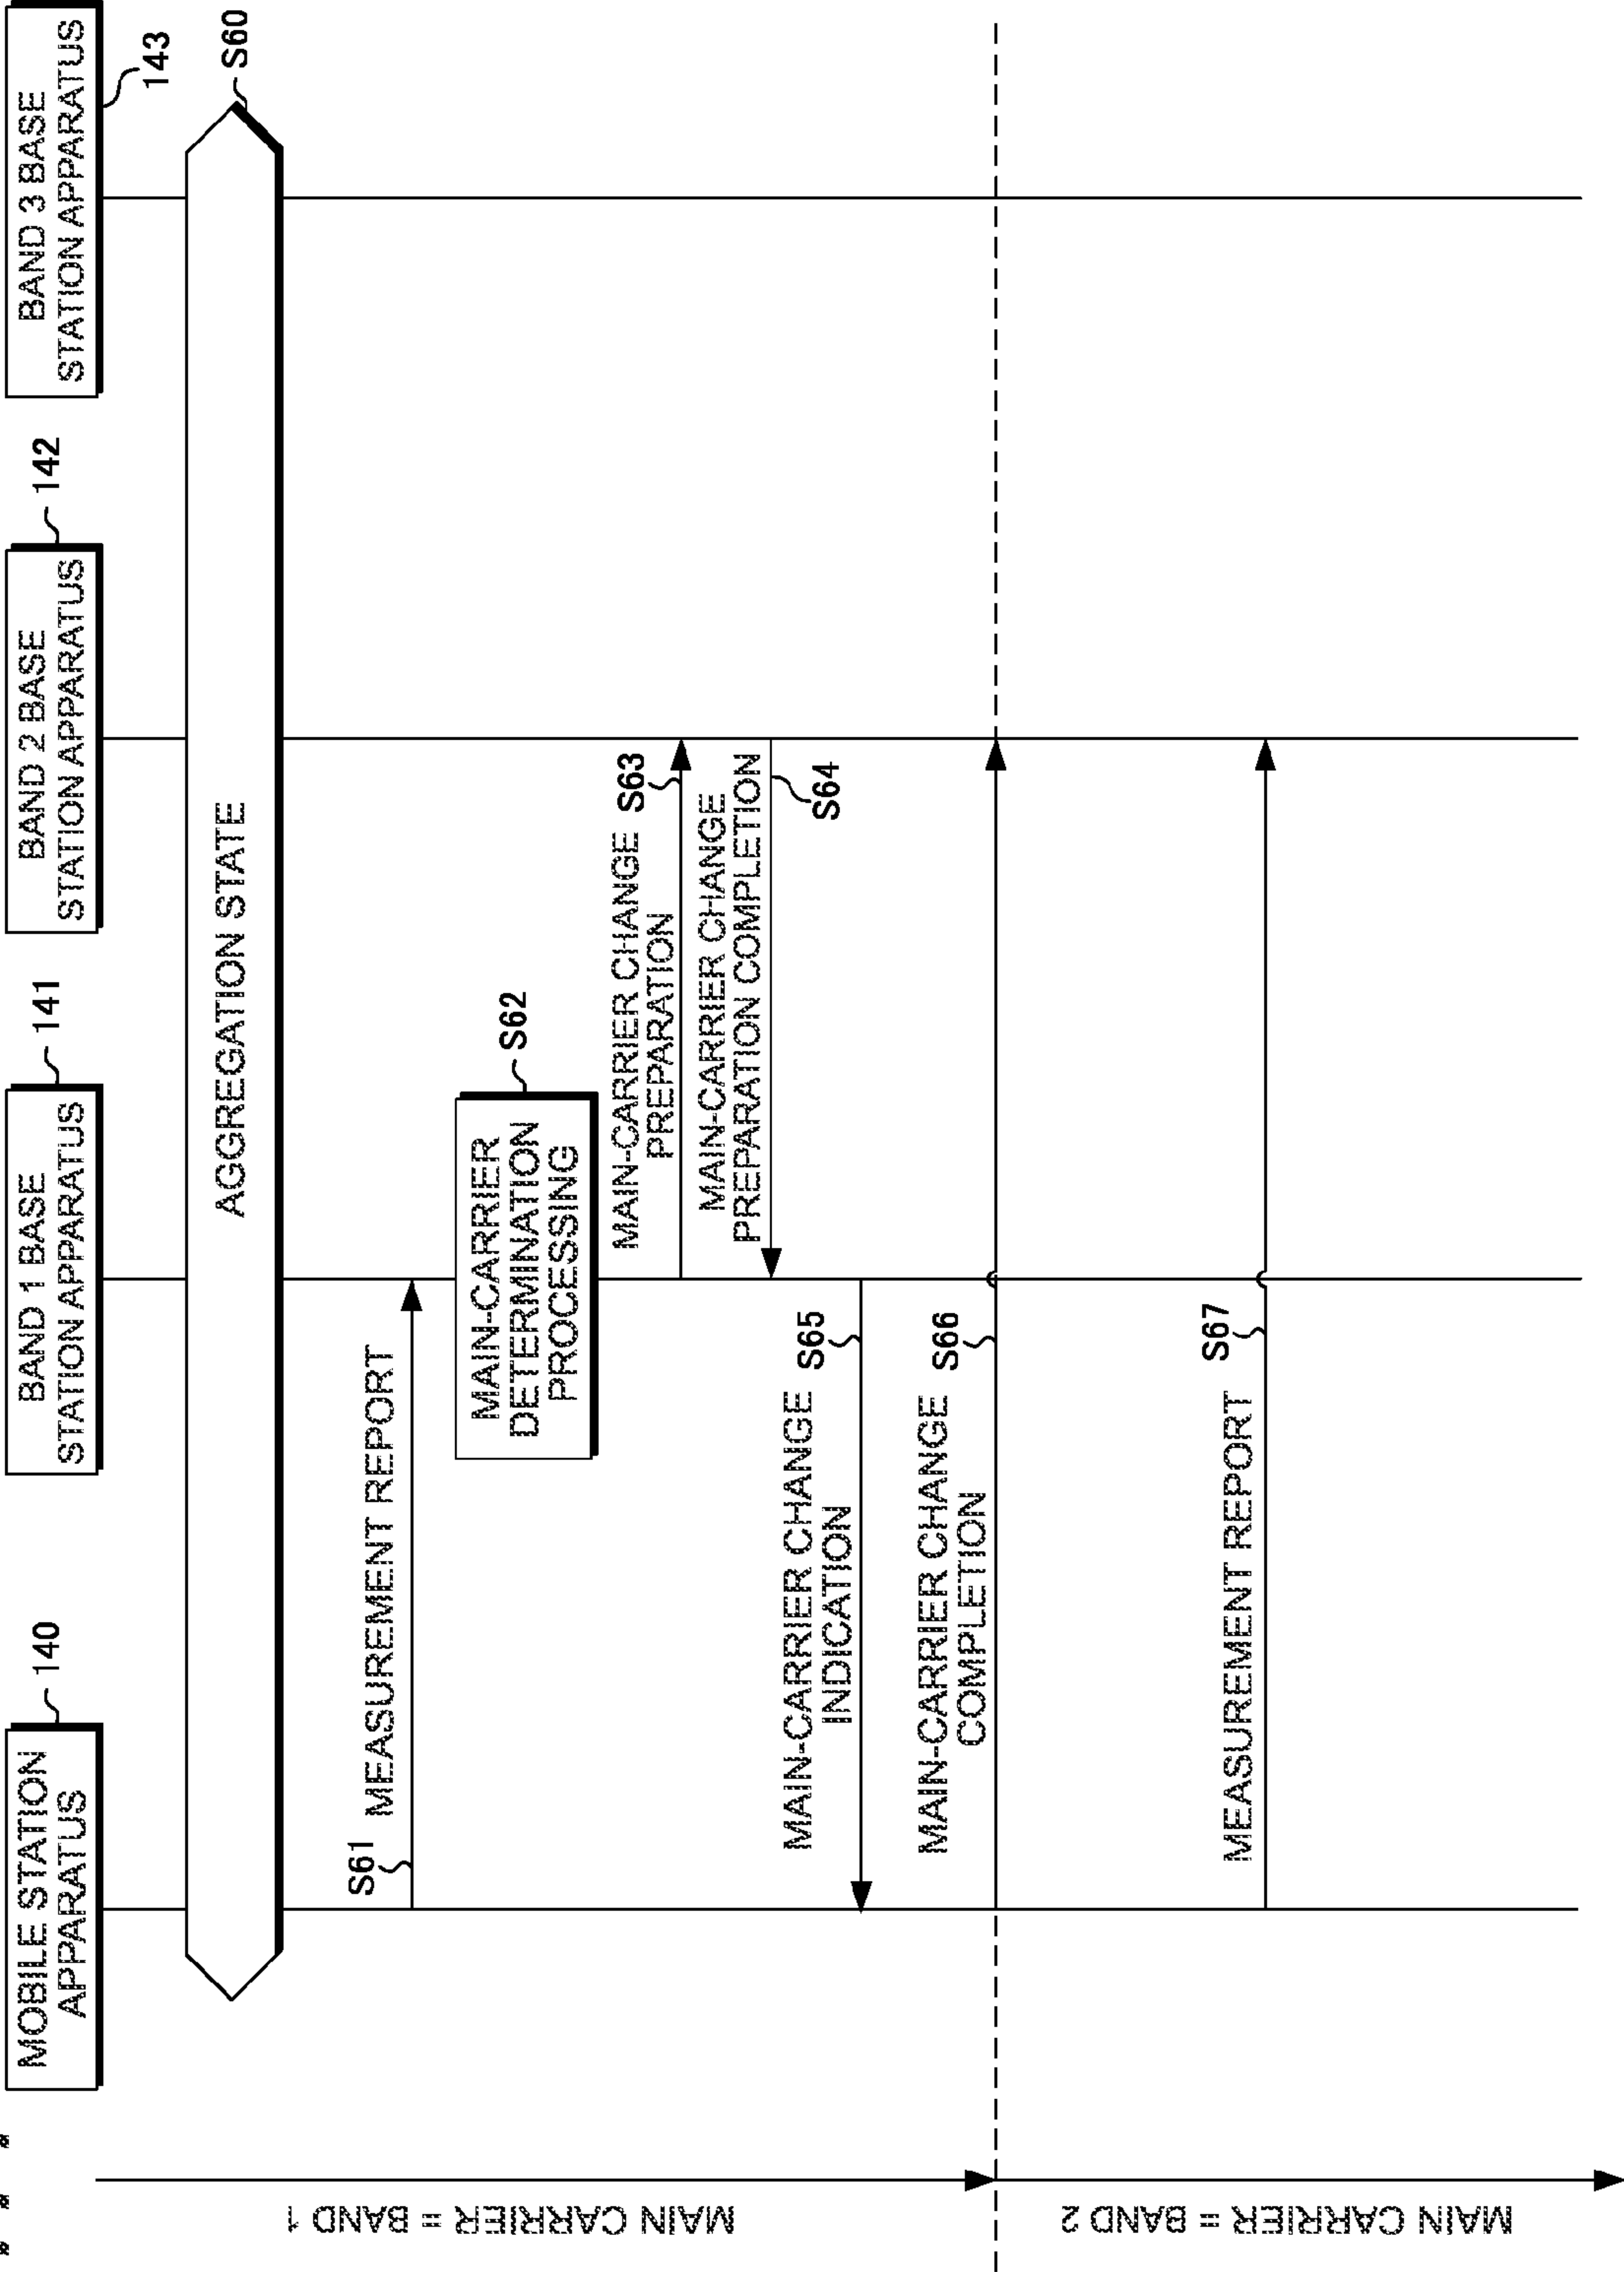 MOBILE STATION
APPARATUS
140
BAND 1 BASE
STATION APPARATUS
141
BAND 2 BASE
STATION APPARATUS
142
BAND 3 BASE
STATION APPARATUS
143
AGGREGATION STATE
S60
S61
MEASUREMENT REPORT
MAIN-CARRIER
DETERMINATION
PROCESSING
S62
MAIN-CARRIER CHANGE
PREPARATION
S63
MAIN-CARRIER CHANGE
PREPARATION COMPLETION
S64
MAIN-CARRIER CHANGE
INDICATION
S65
MAIN-CARRIER CHANGE
COMPLETION
S66
MEASUREMENT REPORT
S67
MAIN CARRIER = BAND 1
MAIN CARRIER = BAND 2